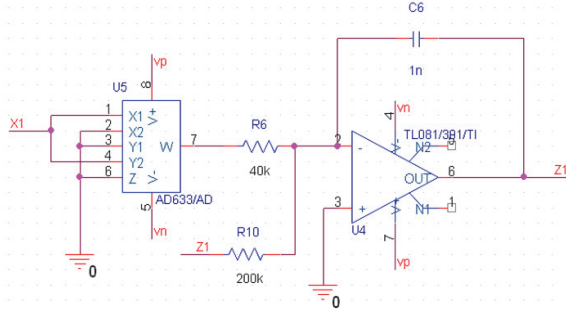 C6
1n
vp
U5
8
X1
1
X1
2
X2
3
Y1
4
Y2
6
Z
W
7
V+
V-
AD633/AD
5
vn
0
R6
40k
R10
200k
Z1
vn
4
TL081/301/TI
2
-
V-
N2
OUT
6
Z1
3
+
V+
N1
1
U4
7
vp
0